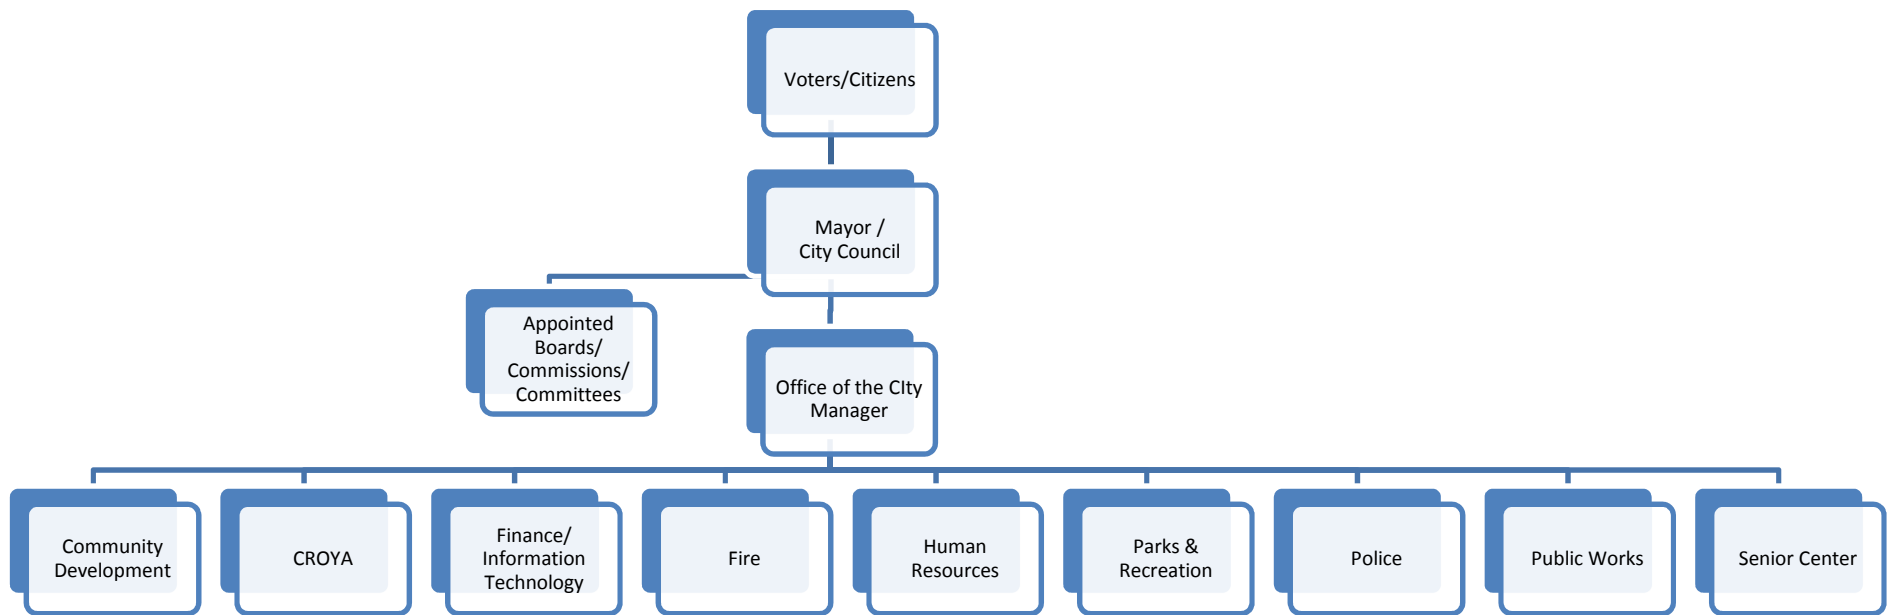 Voters/Citizens
Mayor /
City Council
Appointed
Boards/
Commissions/
Committees
Office of the CIty
Manager
Community
Development
CROYA
Finance/
Information
Technology
Fire
Human
Resources
Parks &
Recreation
Police
Public Works
Senior Center